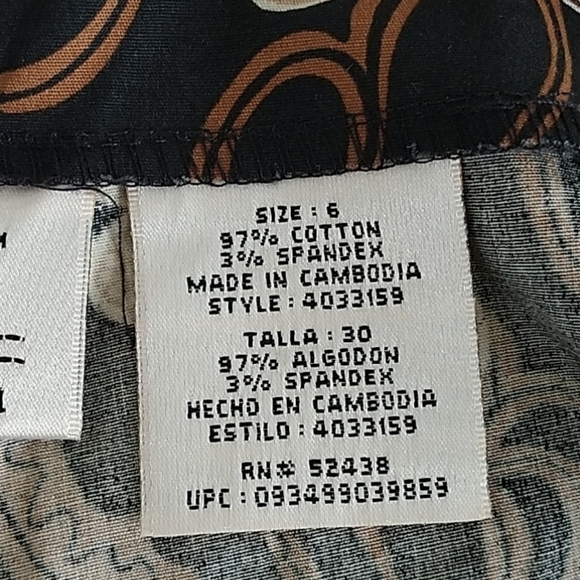 SIZE : 6
97% COTTON
3% SPANDEX
MADE IN CAMBODIA
STYLE : 4033159
TALLA : 30
97% ALGODON
3% SPANDEX
HECHO EN CAMBODIA
ESTILO : 4033159
RN# 52438
UPC : 093499039859